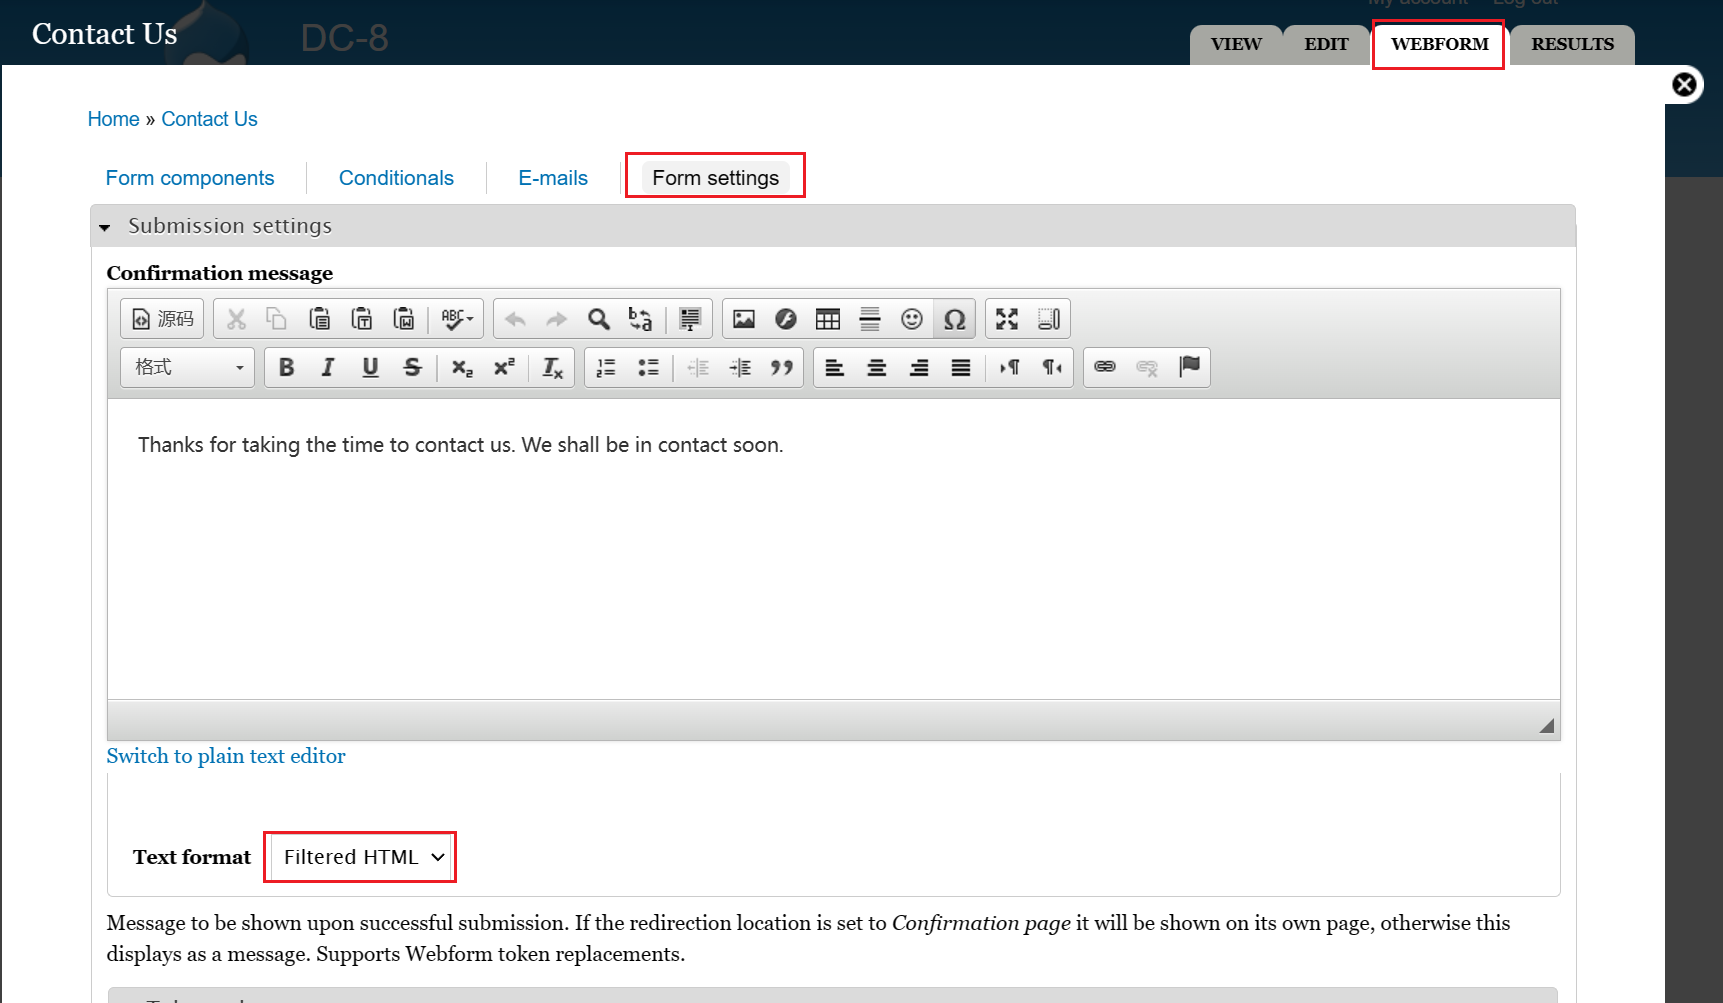 My account Log out
Contact Us
DC-8
VIEW EDIT WEBFORM RESULTS
Home » Contact Us
Form components Conditionals E-mails Form settings
Submission settings
Confirmation message
源码 ABC b a Ω
格式 B I U S x₂ x² Ix
Thanks for taking the time to contact us. We shall be in contact soon.
Switch to plain text editor
Text format Filtered HTML
Message to be shown upon successful submission. If the redirection location is set to Confirmation page it will be shown on its own page, otherwise this
displays as a message. Supports Webform token replacements.